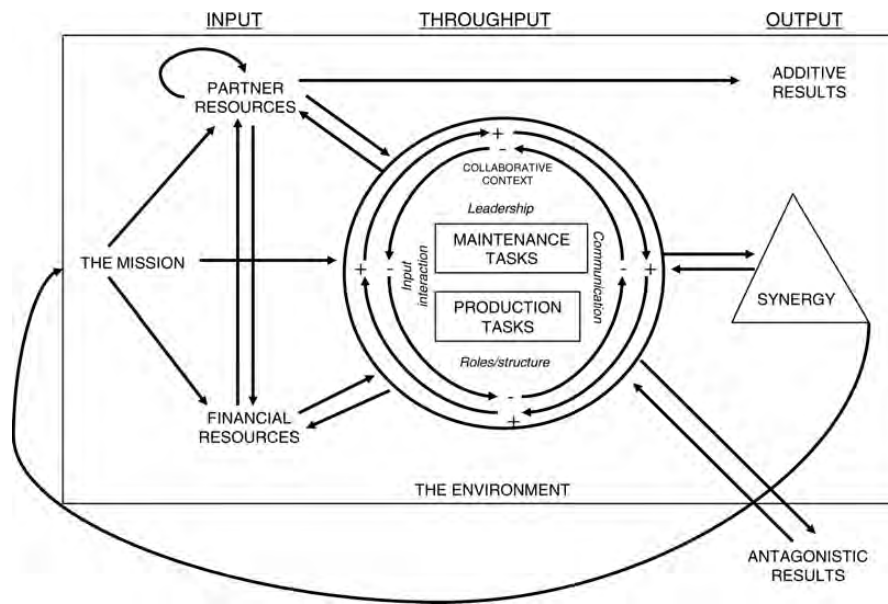 INPUT
THROUGHPUT
OUTPUT
PARTNER
RESOURCES
ADDITIVE
RESULTS
+
-
COLLABORATIVE
CONTEXT
Leadership
MAINTENANCE
TASKS
THE MISSION
+
-
Input
interaction
Communication
-
+
SYNERGY
PRODUCTION
TASKS
Roles/structure
-
+
FINANCIAL
RESOURCES
THE ENVIRONMENT
ANTAGONISTIC
RESULTS